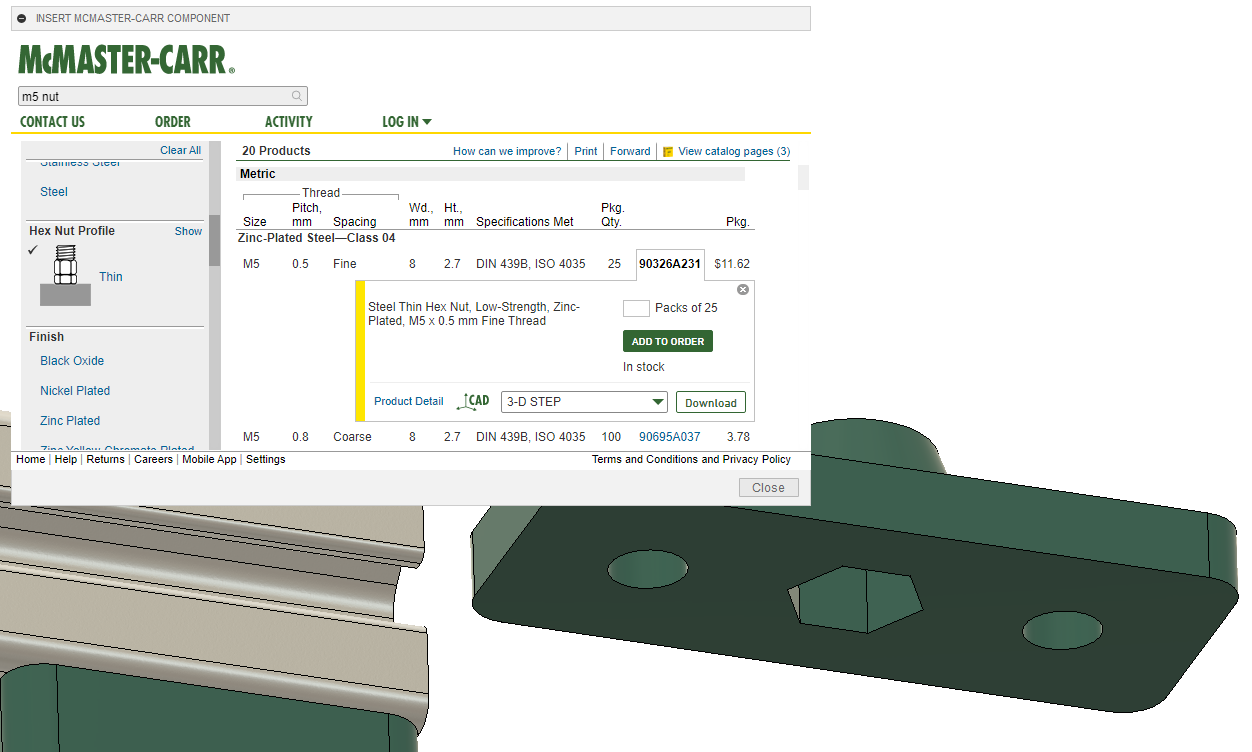 INSERT MCMASTER-CARR COMPONENT
McMASTER-CARR®
m5 nut
CONTACT US ORDER ACTIVITY LOG IN
Clear All
Stainless Steel
Steel
Hex Nut Profile Show
Thin
Finish
Black Oxide
Nickel Plated
Zinc Plated
Zinc Yellow-Chromate Plated
20 Products How can we improve? Print Forward View catalog pages (3)
Metric
Thread
Pitch, Wd., Ht., Pkg.
Size mm Spacing mm mm Specifications Met Qty. Pkg.
Zinc-Plated Steel—Class 04
M5 0.5 Fine 8 2.7 DIN 439B, ISO 4035 25 90326A231 $11.62
Steel Thin Hex Nut, Low-Strength, Zinc-
Plated, M5 x 0.5 mm Fine Thread
Packs of 25
ADD TO ORDER
In stock
Product Detail CAD 3-D STEP Download
M5 0.8 Coarse 8 2.7 DIN 439B, ISO 4035 100 90695A037 3.78
Home | Help | Returns | Careers | Mobile App | Settings Terms and Conditions and Privacy Policy
Close